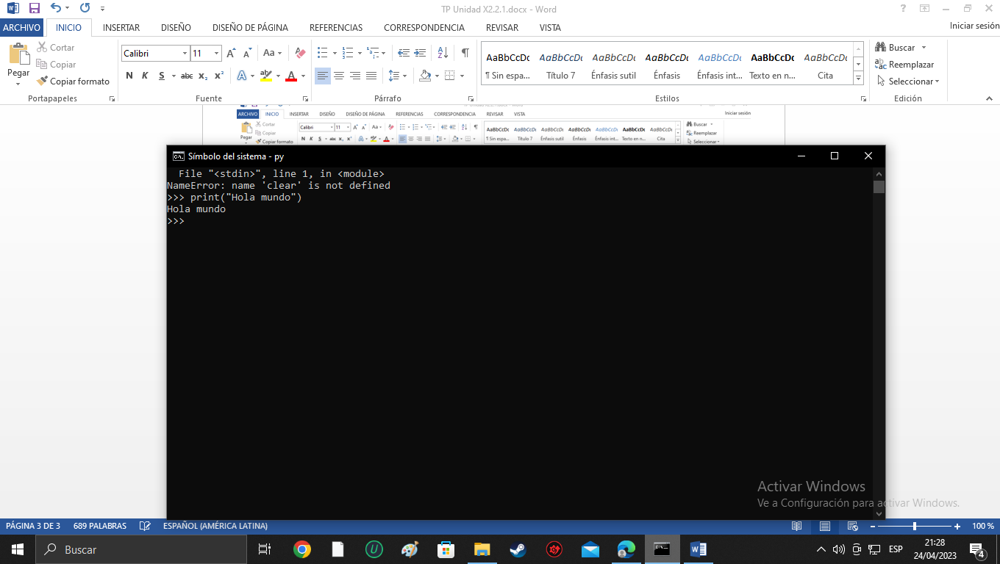 TP Unidad X2.2.1.docx - Word
ARCHIVO INICIO INSERTAR DISEÑO DISEÑO DE PÁGINA REFERENCIAS CORRESPONDENCIA REVISAR VISTA Iniciar sesión
Pegar
Cortar
Copiar
Copiar formato
Portapapeles
Calibri 11 Aa
N K S abc x₂ x² A aby A
Fuente
Párrafo
AaBbCcDc AaBbCcDc AaBbCcDc AaBbCcDc AaBbCcDc AaBbCcDc AaBbCcDc
¶ Sin espa... Título 7 Énfasis sutil Énfasis Énfasis int... Texto en n... Cita
Estilos
Buscar
Reemplazar
Seleccionar
Edición
ARCHIVO INICIO INSERTAR DISEÑO DISEÑO DE PÁGINA REFERENCIAS CORRESPONDENCIA REVISAR VISTA Iniciar sesión
Pegar
Cortar
Copiar
Copiar formato
Calibri 11 Aa
N K S abc x₂ x² A aby A
AaBbCcDc AaBbCcDc AaBbCcDc AaBbCcDc AaBbCcDc AaBbCcDc AaBbCcDc
¶ Sin espa... Título 7 Énfasis sutil Énfasis Énfasis int... Texto en n... Cita
Buscar
Reemplazar
Seleccionar
C:\. Símbolo del sistema - py
File "<stdin>", line 1, in <module>
NameError: name 'clear' is not defined
>>> print("Hola mundo")
Hola mundo
>>>
Activar Windows
Ve a Configuración para activar Windows.
PÁGINA 3 DE 3 689 PALABRAS ESPAÑOL (AMÉRICA LATINA) 100 %
Buscar
ESP
21:28
24/04/2023
4